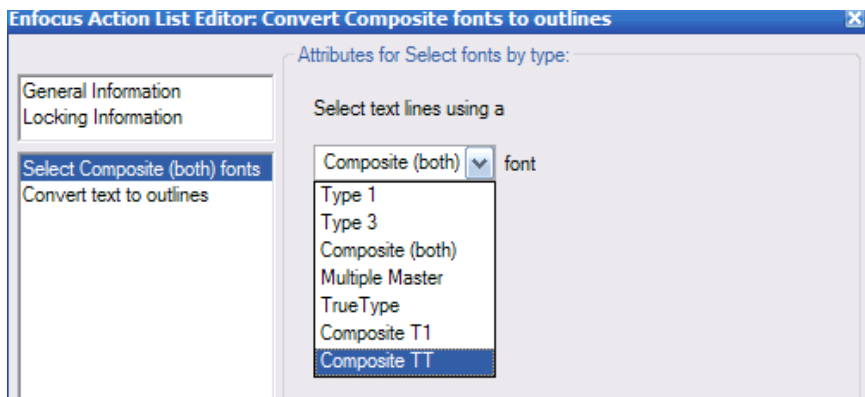 Enfocus Action List Editor: Convert Composite fonts to outlines
Attributes for Select fonts by type:
General Information
Locking Information
Select text lines using a
Select Composite (both) fonts
Convert text to outlines
Composite (both) font
Type 1
Type 3
Composite (both)
Multiple Master
TrueType
Composite T1
Composite TT